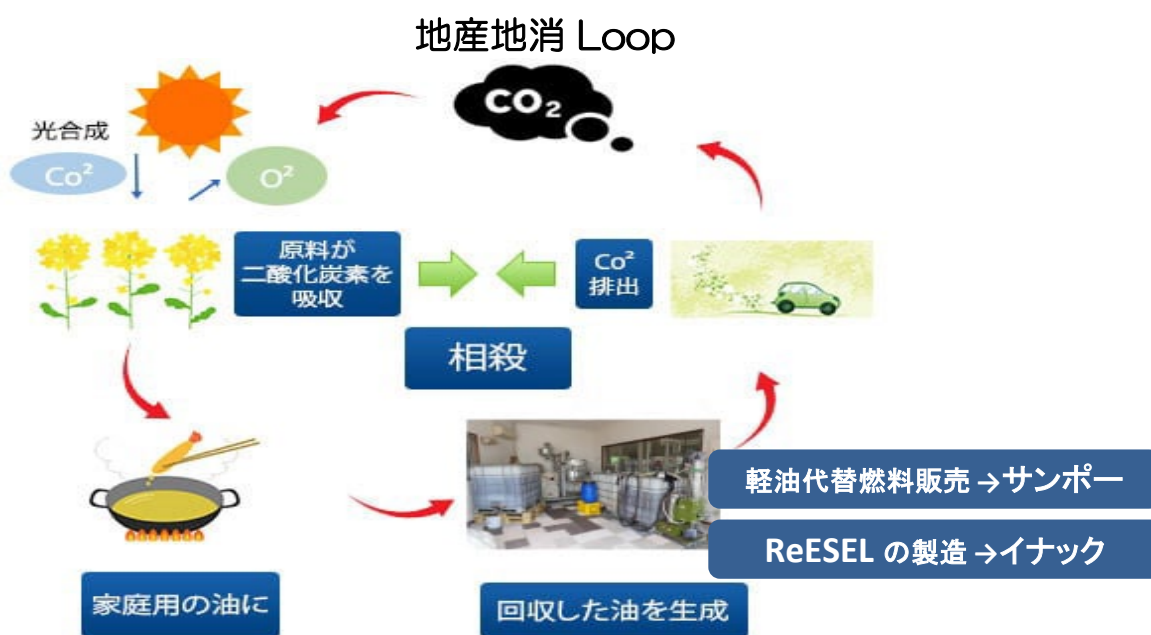 地産地消 Loop
CO₂
光合成
Co²
O²
原料が
二酸化炭素を
吸収
Co²
排出
相殺
軽油代替燃料販売→サンポー
ReESEL の製造→イナック
家庭用の油に
回収した油を生成